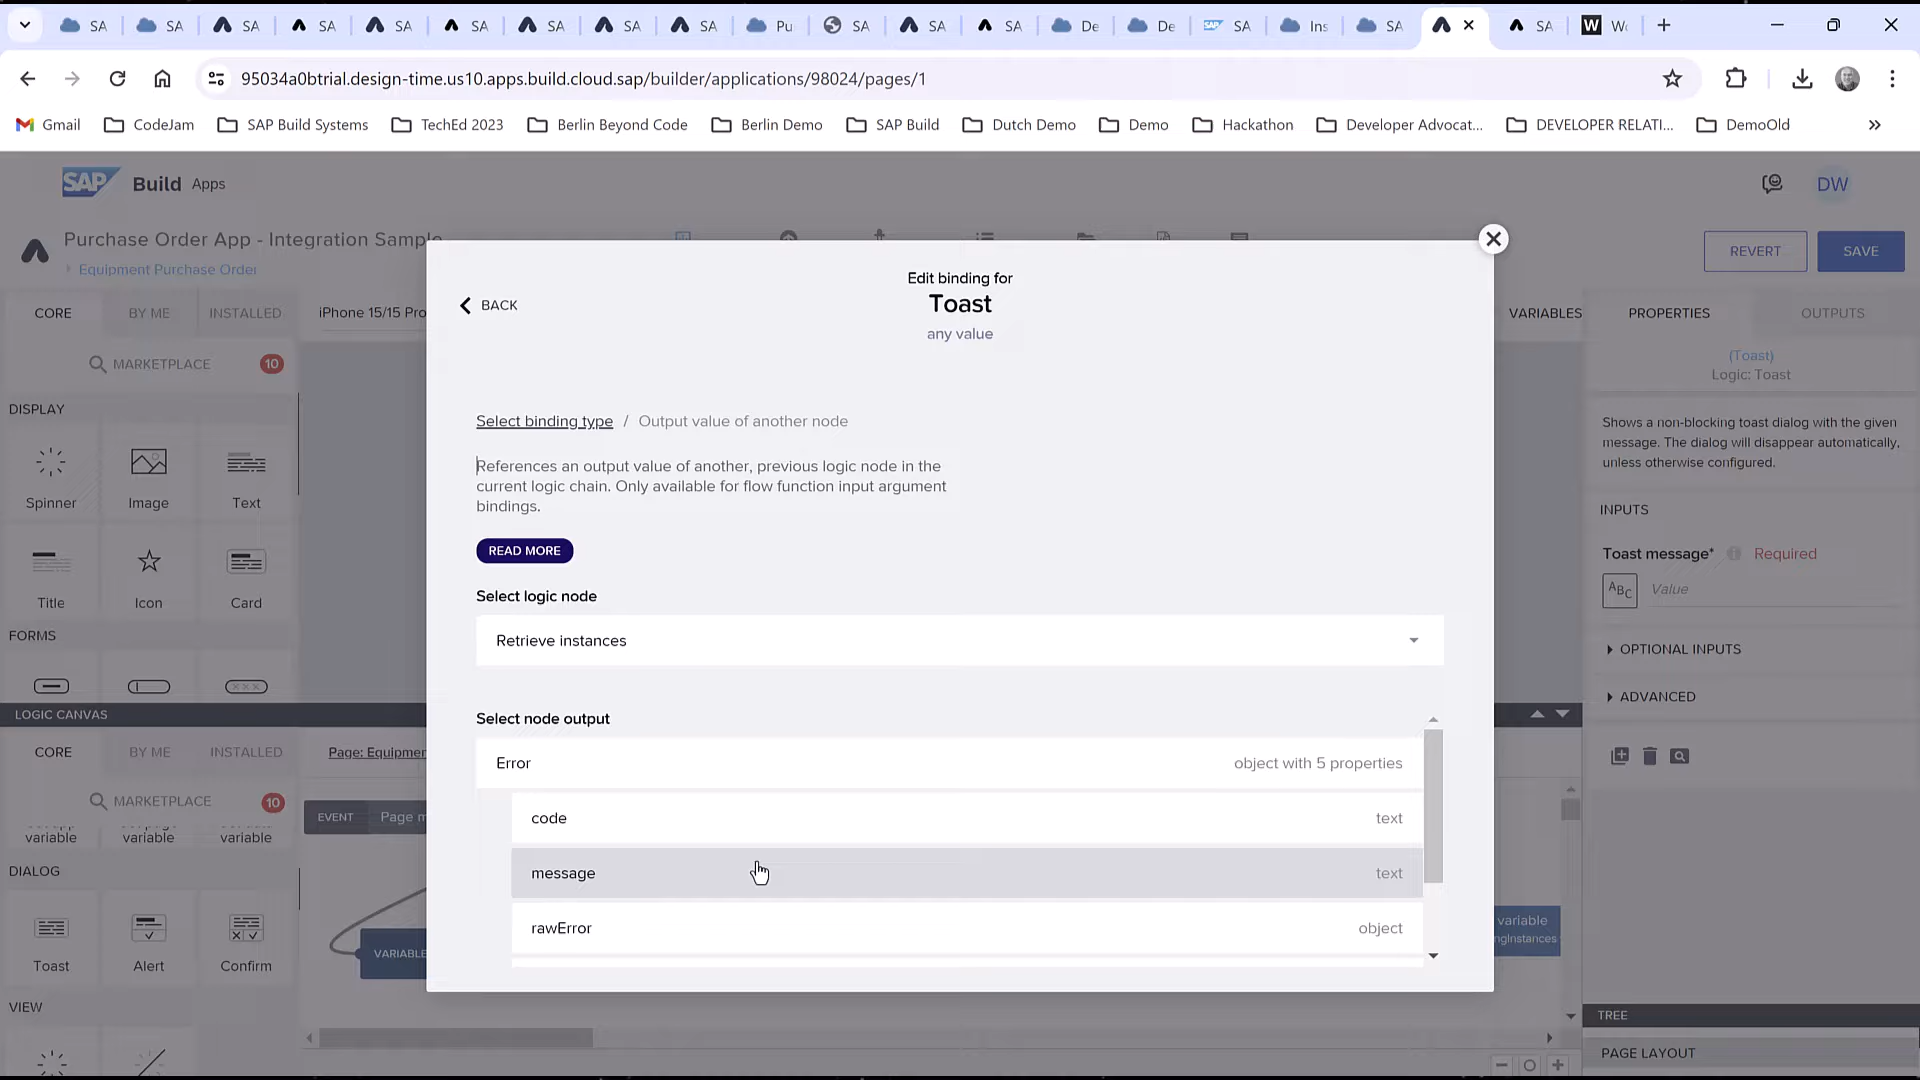 SA
SA
SA
SA
SA
SA
SA
SA
SA
Pu
SA
SA
SA
De
De
SA
Ins
SA
SA
W
95034a0btrial.design-time.us10.apps.build.cloud.sap/builder/applications/98024/pages/1
Gmail
CodeJam
SAP Build Systems
TechEd 2023
Berlin Beyond Code
Berlin Demo
SAP Build
Dutch Demo
Demo
Hackathon
Developer Advocat...
DEVELOPER RELATI...
DemoOld
SAP Build Apps
DW
Purchase Order App - Integration Sample
Equipment Purchase Order
REVERT
SAVE
CORE
BY ME
INSTALLED
iPhone 15/15 Pro
VARIABLES
PROPERTIES
OUTPUTS
MARKETPLACE
10
DISPLAY
Spinner
Image
Text
Title
Icon
Card
FORMS
Edit binding for
Toast
any value
BACK
Select binding type / Output value of another node
References an output value of another, previous logic node in the
current logic chain. Only available for flow function input argument
bindings.
READ MORE
Select logic node
Retrieve instances
Select node output
Error
object with 5 properties
code
text
message
text
rawError
object
(Toast)
Logic: Toast
Shows a non-blocking toast dialog with the given
message. The dialog will disappear automatically,
unless otherwise configured.
INPUTS
Toast message*
Required
ABC
Value
OPTIONAL INPUTS
ADVANCED
LOGIC CANVAS
CORE
BY ME
INSTALLED
Page: Equipmen
MARKETPLACE
10
variable
variable
variable
EVENT
Page m
DIALOG
Toast
Alert
Confirm
VARIABLE
variable
ngInstances
VIEW
TREE
PAGE LAYOUT